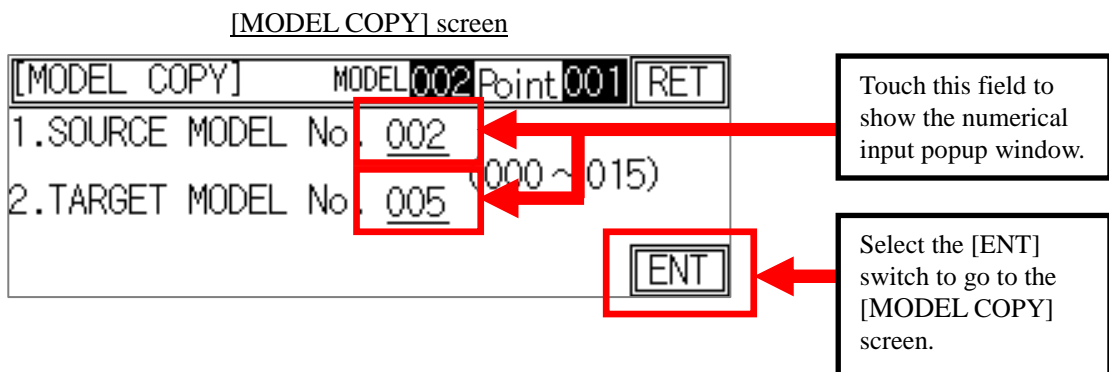 [MODEL COPY] screen
[MODEL COPY] MODEL 002 Point 001 RET
1.SOURCE MODEL No. 002
(000~015)
2.TARGET MODEL No. 005
ENT
Touch this field to
show the numerical
input popup window.
Select the [ENT]
switch to go to the
[MODEL COPY]
screen.